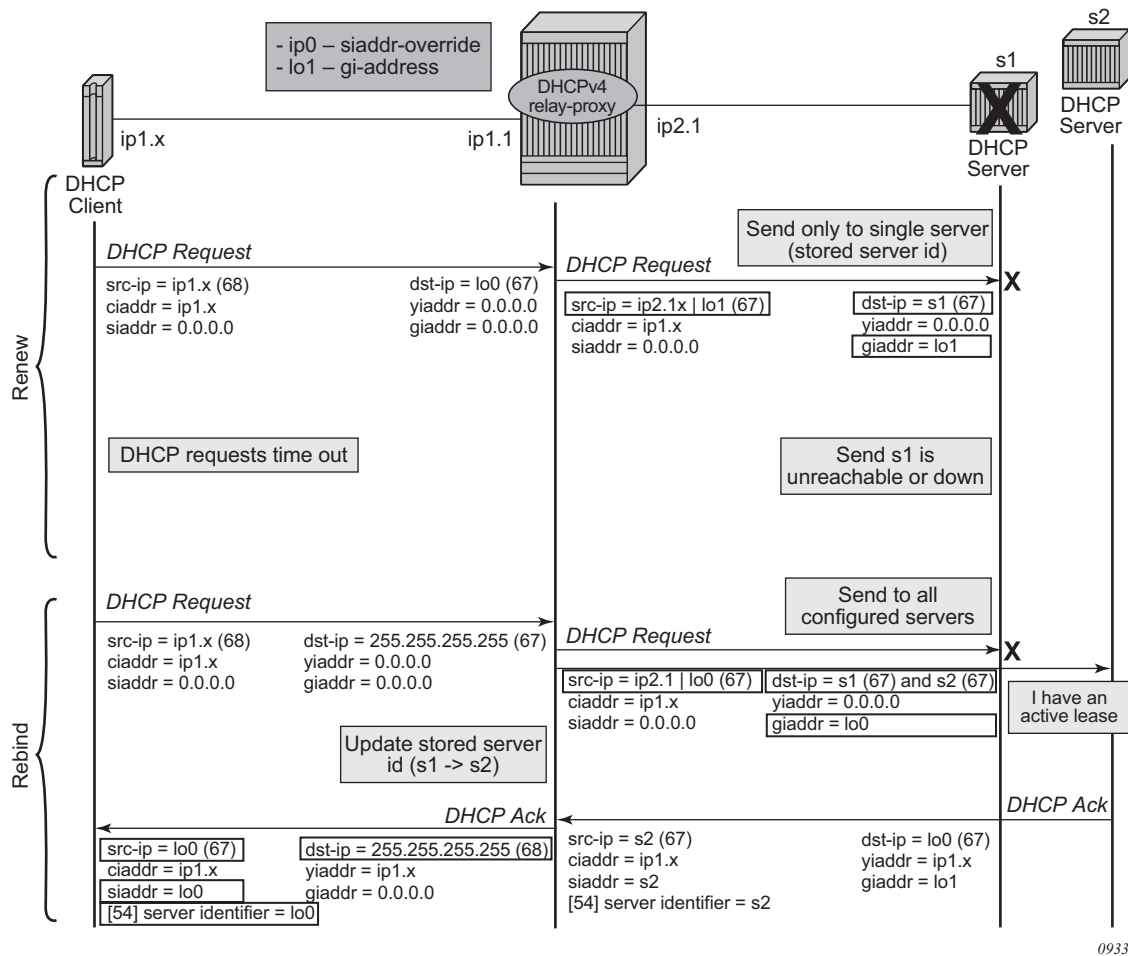 - ip0 – siaddr-override
- lo1 – gi-address
DHCPv4
relay-proxy
s2
s1
DHCP
Server
DHCP
Server
ip1.x
ip1.1
ip2.1
DHCP
Client
Renew
DHCP Request
src-ip = ip1.x (68)
ciaddr = ip1.x
siaddr = 0.0.0.0
dst-ip = lo0 (67)
yiaddr = 0.0.0.0
giaddr = 0.0.0.0
Send only to single server
(stored server id)
DHCP Request
X
src-ip = ip2.1x | lo1 (67)
ciaddr = ip1.x
siaddr = 0.0.0.0
dst-ip = s1 (67)
yiaddr = 0.0.0.0
giaddr = lo1
DHCP requests time out
Send s1 is
unreachable or down
Rebind
DHCP Request
src-ip = ip1.x (68)
ciaddr = ip1.x
siaddr = 0.0.0.0
dst-ip = 255.255.255.255 (67)
yiaddr = 0.0.0.0
giaddr = 0.0.0.0
Send to all
configured servers
DHCP Request
X
src-ip = ip2.1 | lo0 (67)
ciaddr = ip1.x
siaddr = 0.0.0.0
dst-ip = s1 (67) and s2 (67)
yiaddr = 0.0.0.0
giaddr = lo0
I have an
active lease
Update stored server
id (s1 -> s2)
DHCP Ack
DHCP Ack
src-ip = lo0 (67)
ciaddr = ip1.x
siaddr = lo0
[54] server identifier = lo0
dst-ip = 255.255.255.255 (68)
yiaddr = ip1.x
giaddr = 0.0.0.0
src-ip = s2 (67)
ciaddr = ip1.x
siaddr = s2
[54] server identifier = s2
dst-ip = lo0 (67)
yiaddr = ip1.x
giaddr = lo1
0933